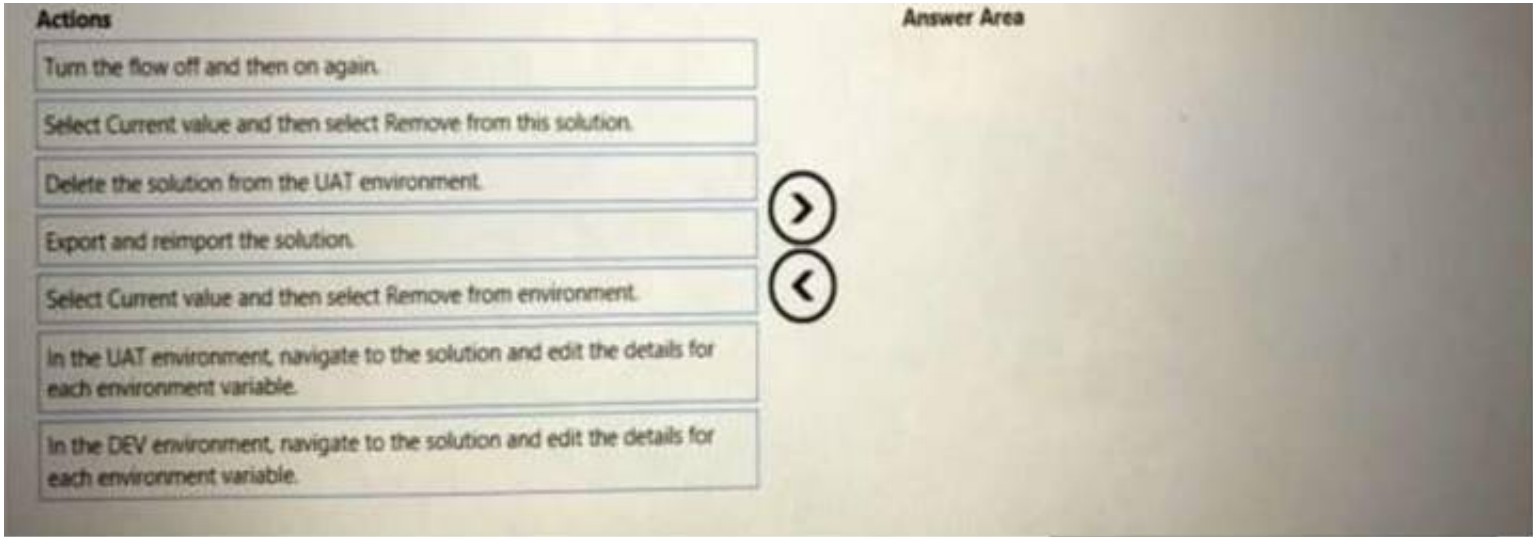 Actions
Answer Area
Turn the flow off and then on again.
Select Current value and then select Remove from this solution.
Delete the solution from the UAT environment.
Export and reimport the solution.
Select Current value and then select Remove from environment.
In the UAT environment, navigate to the solution and edit the details for
each environment variable.
In the DEV environment, navigate to the solution and edit the details for
each environment variable.